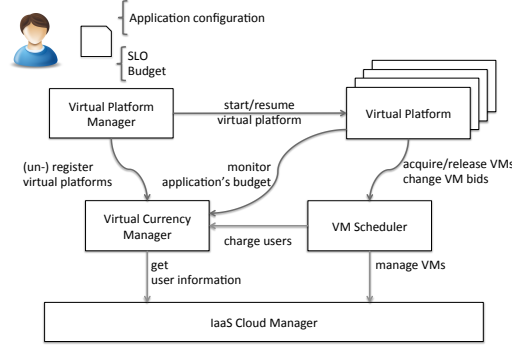 Application configuration
SLO
Budget
Virtual Platform
Manager
start/resume
virtual platform
Virtual Platform
(un-) register
virtual platforms
monitor
application's budget
acquire/release VMs
change VM bids
Virtual Currency
Manager
charge users
VM Scheduler
get
user information
manage VMs
IaaS Cloud Manager